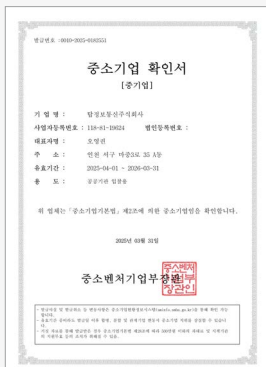 발급번호 :0010-2025-0182551
중소기업 확인서
[중기업]
기 업 명 : 탑정보통신주식회사
사업자등록번호 : 118-81-19624 법인등록번호 :
대표자명 : 오영권
주 소 : 인천 서구 마중3로 35 A동
유효기간 : 2025-04-01 ~ 2026-03-31
용 도 : 공공기관 입찰용
위 업체는 「중소기업기본법」 제2조에 의한 중소기업임을 확인합니다.
2025년 03월 31일
중소벤처기업부장관